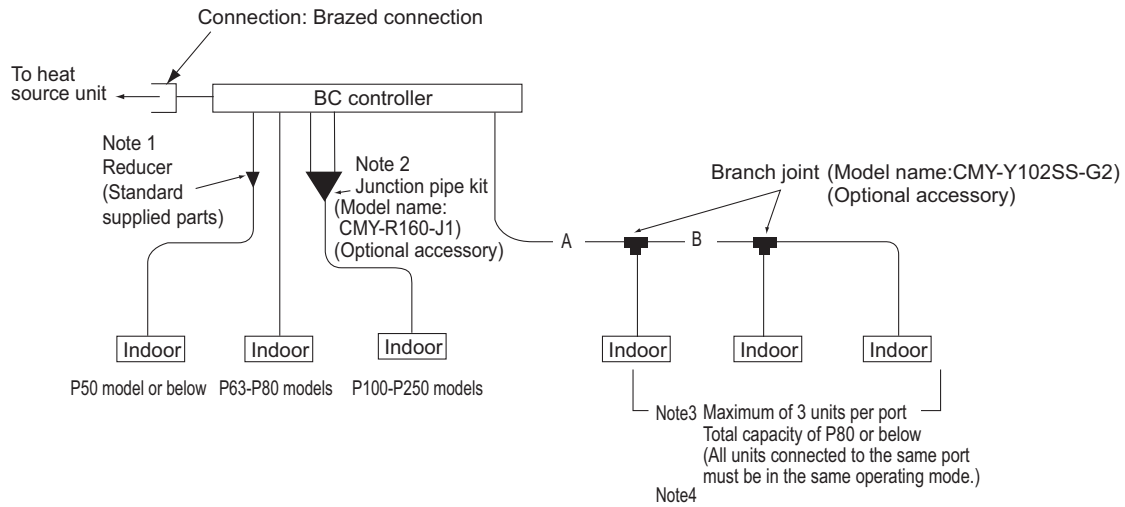 Connection: Brazed connection
To heat
source unit
BC controller
Note 1
Reducer
(Standard
supplied parts)
Note 2
Junction pipe kit
(Model name:
CMY-R160-J1)
(Optional accessory)
Branch joint (Model name:CMY-Y102SS-G2)
(Optional accessory)
A
B
Indoor
Indoor
Indoor
Indoor
Indoor
Indoor
P50 model or below
P63-P80 models
P100-P250 models
Note3 Maximum of 3 units per port
Total capacity of P80 or below
(All units connected to the same port
must be in the same operating mode.)
Note4